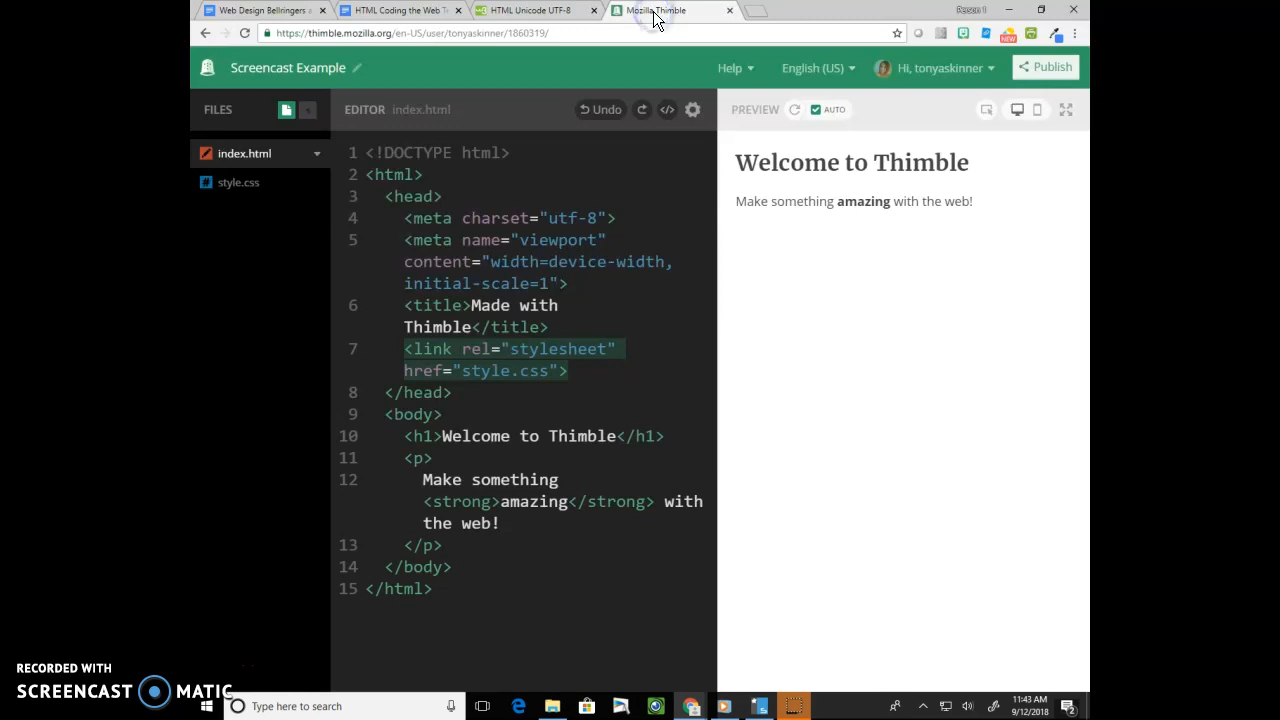 Web Design Bellringers a
HTML Coding the Web T
HTML Unicode UTF-8
Mozilla Thimble
Person 1
https://thimble.mozilla.org/en-US/user/tonyaskinner/1860319/
Screencast Example
Help
English (US)
Hi, tonyaskinner
Publish
FILES
EDITOR index.html
Undo
PREVIEW
AUTO
index.html
style.css
1 <!DOCTYPE html>
2 <html>
3 <head>
4 <meta charset="utf-8">
5 <meta name="viewport"
content="width=device-width,
initial-scale=1">
6 <title>Made with
Thimble</title>
7 <link rel="stylesheet"
href="style.css">
8 </head>
9 <body>
10 <h1>Welcome to Thimble</h1>
11 <p>
12 Make something
<strong>amazing</strong> with
the web!
13 </p>
14 </body>
15 </html>
Welcome to Thimble
Make something amazing with the web!
RECORDED WITH
SCREENCAST MATIC
Type here to search
11:43 AM
9/12/2018